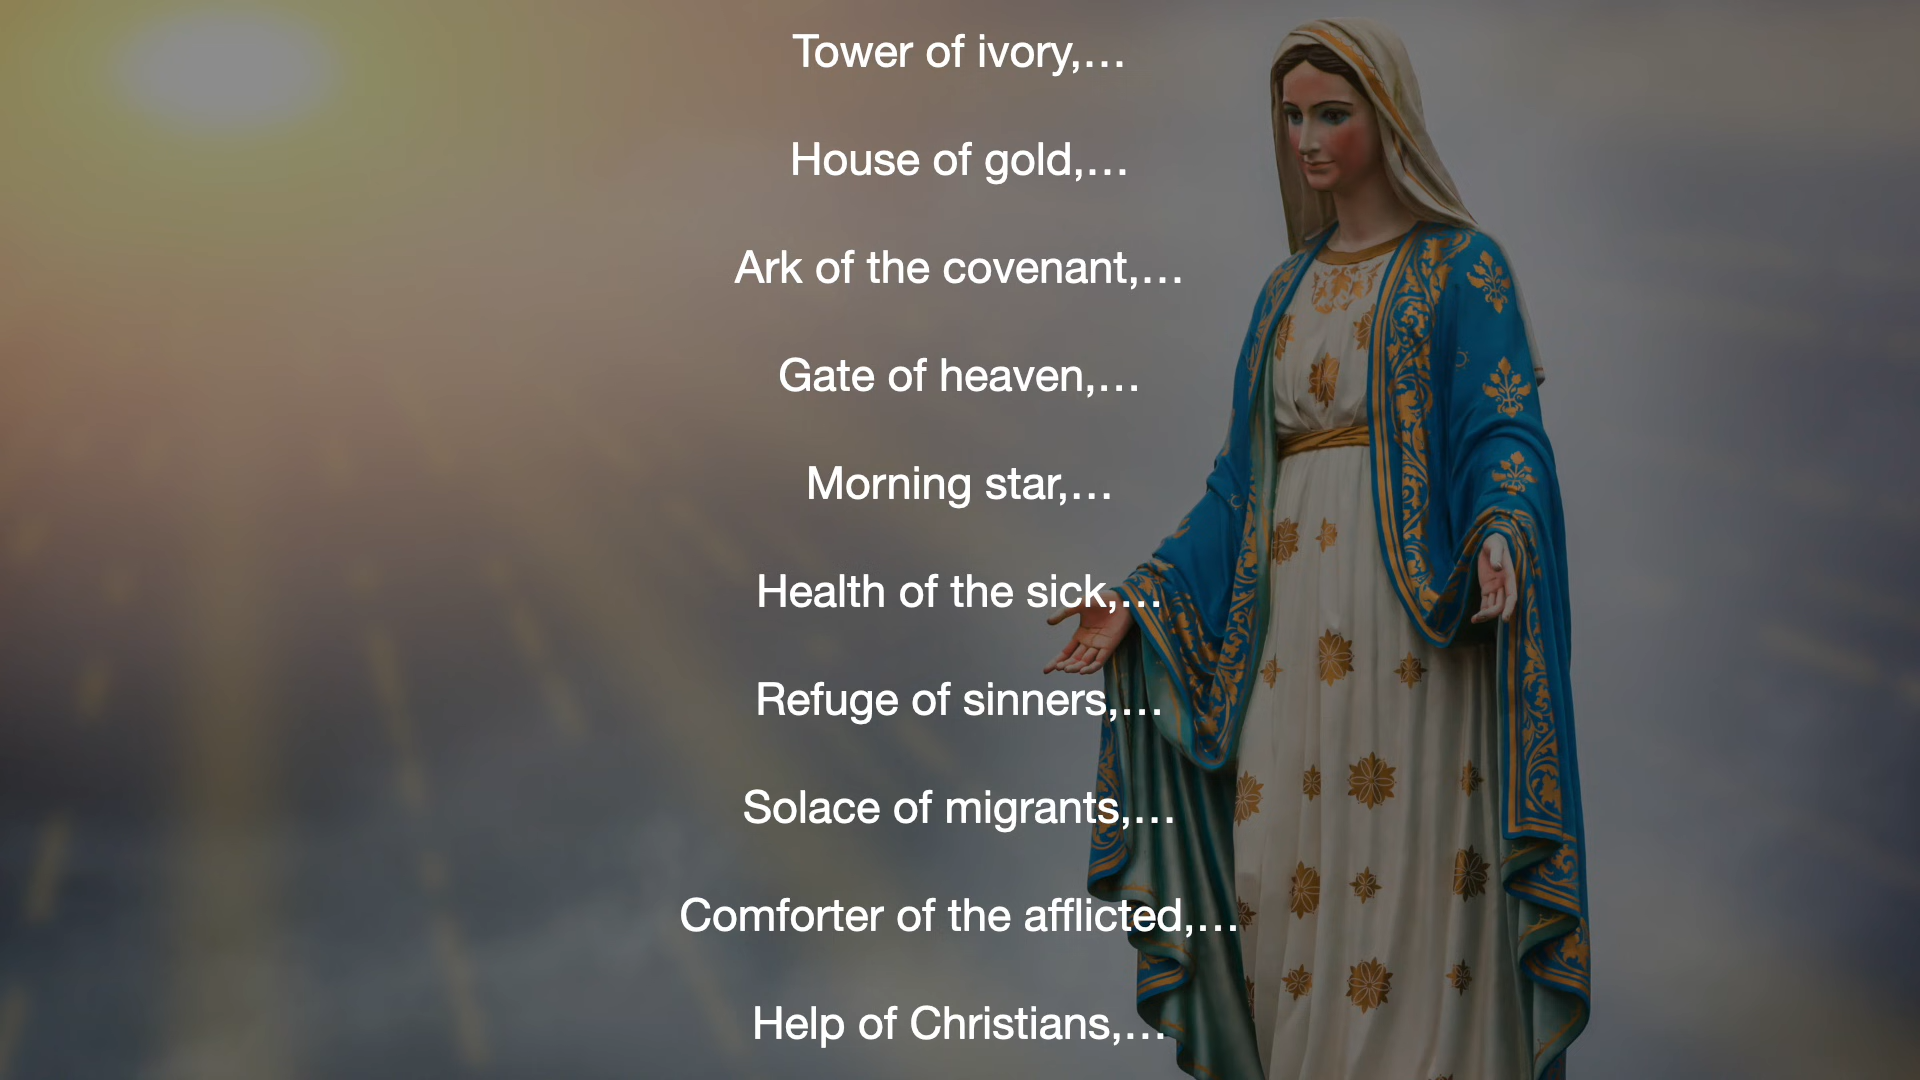 Tower of ivory,…
House of gold,…
Ark of the covenant,…
Gate of heaven,…
Morning star,…
Health of the sick,…
Refuge of sinners,…
Solace of migrants,…
Comforter of the afflicted,…
Help of Christians,…